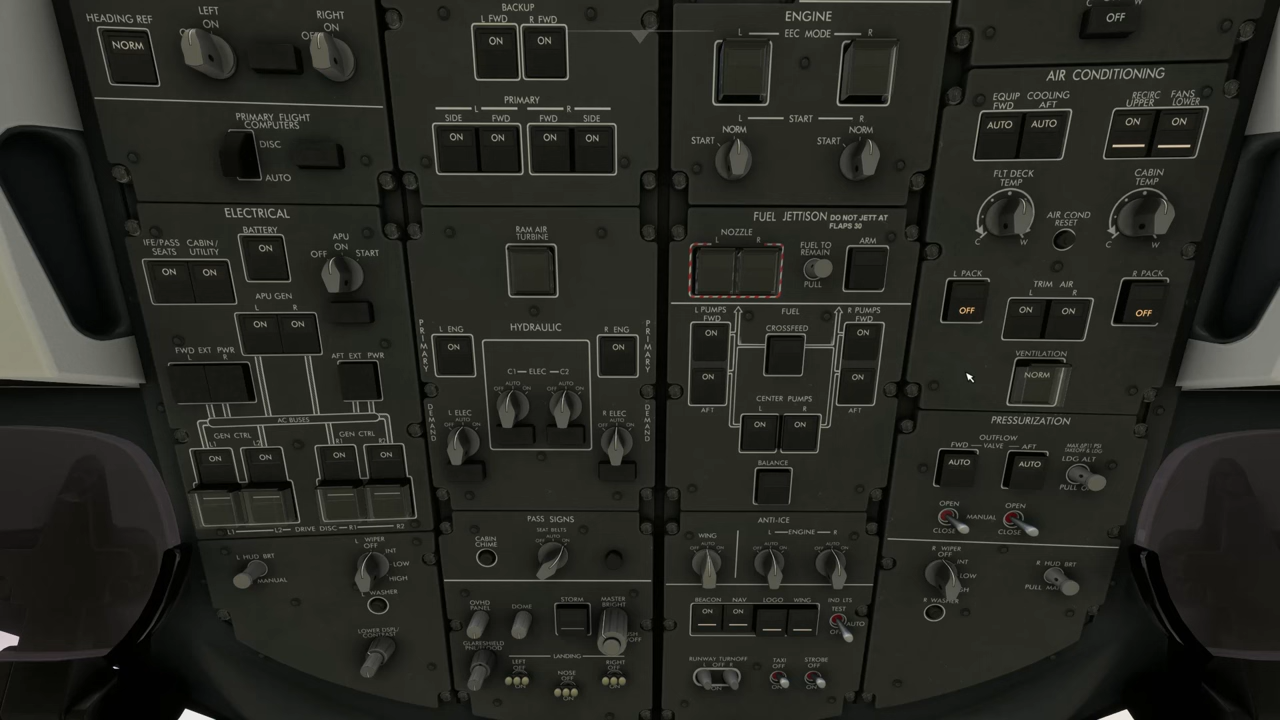 HEADING REF
NORM
LEFT
ON
RIGHT
ON
PRIMARY FLIGHT
COMPUTERS
DISC
AUTO
ELECTRICAL
IFE/PASS
SEATS
ON
CABIN/
UTILITY
ON
BATTERY
ON
APU
ON
OFF
START
APU GEN
L R
ON ON
FWD EXT PWR
L R
AFT EXT PWR
AC BUSES
GEN CTRL
L1 L2
ON ON
GEN CTRL
R1 R2
ON ON
L1 L2 DRIVE DISC R1 R2
L HUD BRT
MANUAL
L WIPER
OFF
INT
LOW
HIGH
WASHER
LOWER DSPL/
CONTRAST
BACKUP
L FWD R FWD
ON ON
PRIMARY
L R
SIDE FWD FWD SIDE
ON ON ON ON
RAM AIR
TURBINE
HYDRAULIC
PRIMARY
L ENG
ON
R ENG
ON
PRIMARY
C1 ELEC C2
AUTO
OFF ON
AUTO
OFF ON
DEMAND
L ELEC
AUTO
OFF ON
R ELEC
AUTO
OFF ON
DEMAND
PASS SIGNS
CABIN
CHIME
SEAT BELTS
AUTO
OFF ON
OVHD
PANEL
DOME
STORM
MASTER
BRIGHT
GLARESHIELD
LANDING
LEFT
OFF
ON
NOSE
OFF
ON
RIGHT
OFF
ON
ENGINE
L EEC MODE R
L START R
START
NORM
START
NORM
FUEL JETTISON
DO NOT JETT AT
FLAPS 30
NOZZLE
L R
FUEL TO
REMAIN
PULL
ARM
FUEL
L PUMPS
FWD
ON
ON
AFT
CROSSFEED
R PUMPS
FWD
ON
ON
AFT
CENTER PUMPS
L R
ON ON
BALANCE
ANTI-ICE
WING
AUTO
OFF ON
L ENGINE R
AUTO
OFF ON
AUTO
OFF ON
BEACON NAV LOGO WING
ON ON
IND LTS
TEST
AUTO
RUNWAY TURNOFF
L OFF R
ON
TAXI
OFF
ON
STROBE
OFF
ON
OFF
AIR CONDITIONING
EQUIP COOLING
FWD AFT
AUTO AUTO
RECIRC FANS
UPPER LOWER
ON ON
FLT DECK
TEMP
C W
AIR COND
RESET
CABIN
TEMP
C W
L PACK
OFF
TRIM AIR
L R
ON ON
R PACK
OFF
VENTILATION
NORM
PRESSURIZATION
OUTFLOW
FWD VALVE AFT
AUTO AUTO
LDG ALT
OPEN
CLOSE
MANUAL
OPEN
CLOSE
R WIPER
OFF
INT
LOW
R WASHER
R HUD BRT